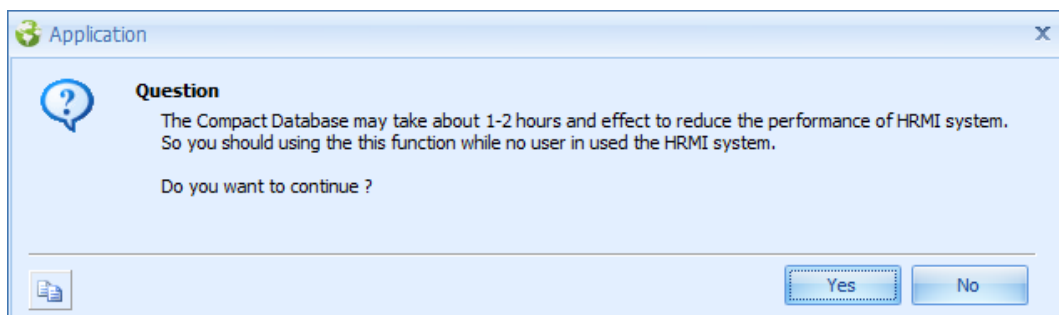 Application
Question
The Compact Database may take about 1-2 hours and effect to reduce the performance of HRMI system.
So you should using the this function while no user in used the HRMI system.
Do you want to continue ?
Yes
No